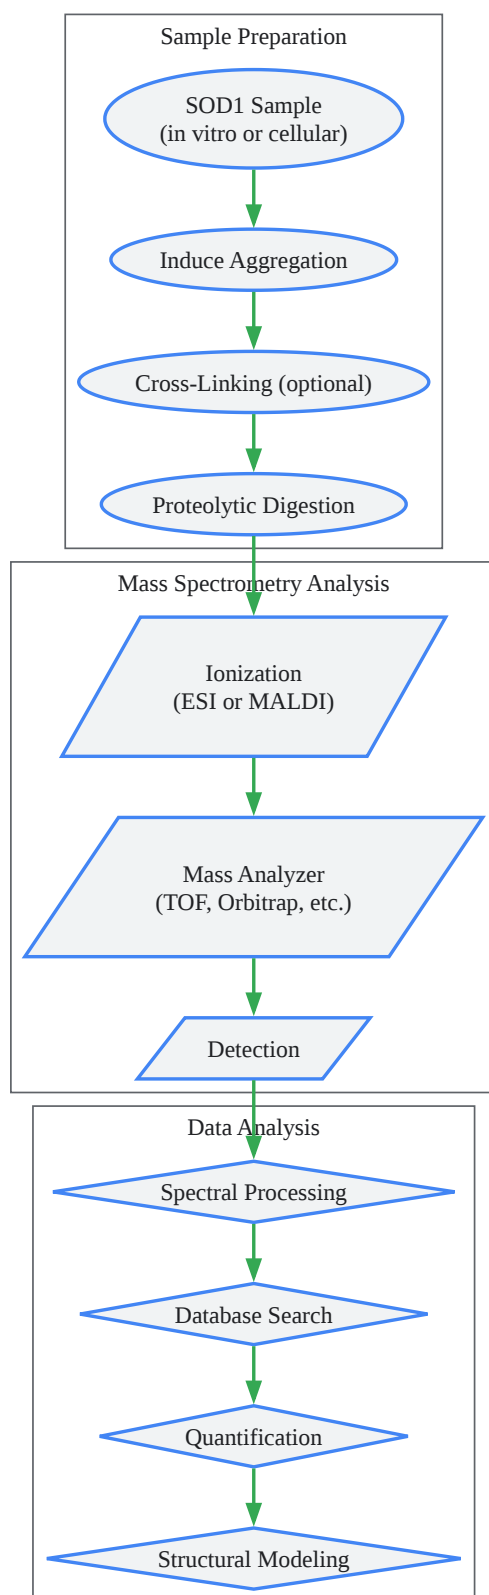 Sample Preparation
SOD1 Sample
(in vitro or cellular)
Induce Aggregation
Cross-Linking (optional)
Proteolytic Digestion
Mass Spectrometry Analysis
Ionization
(ESI or MALDI)
Mass Analyzer
(TOF, Orbitrap, etc.)
Detection
Data Analysis
Spectral Processing
Database Search
Quantification
Structural Modeling